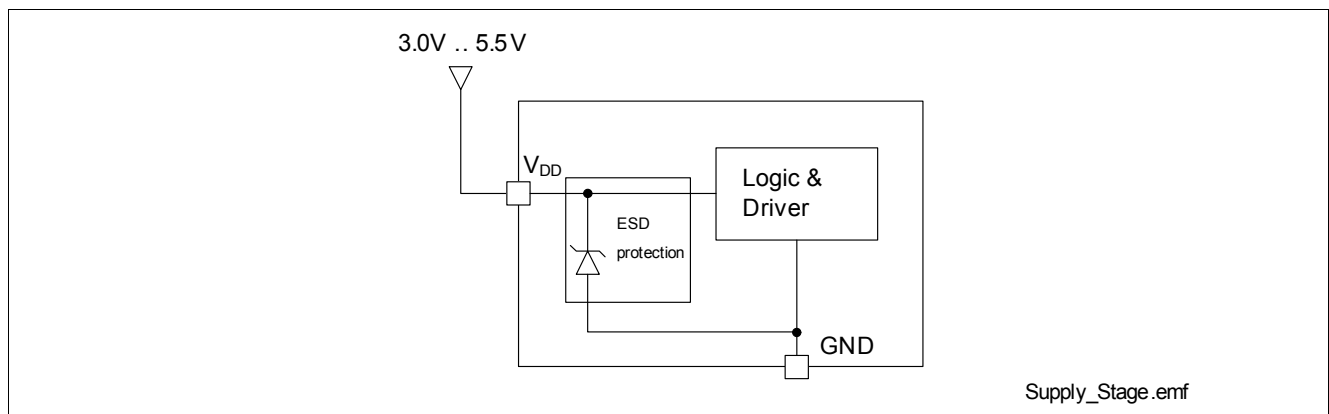 3.0V .. 5.5V
VDD
Logic &
Driver
ESD
protection
GND
Supply_Stage.emf